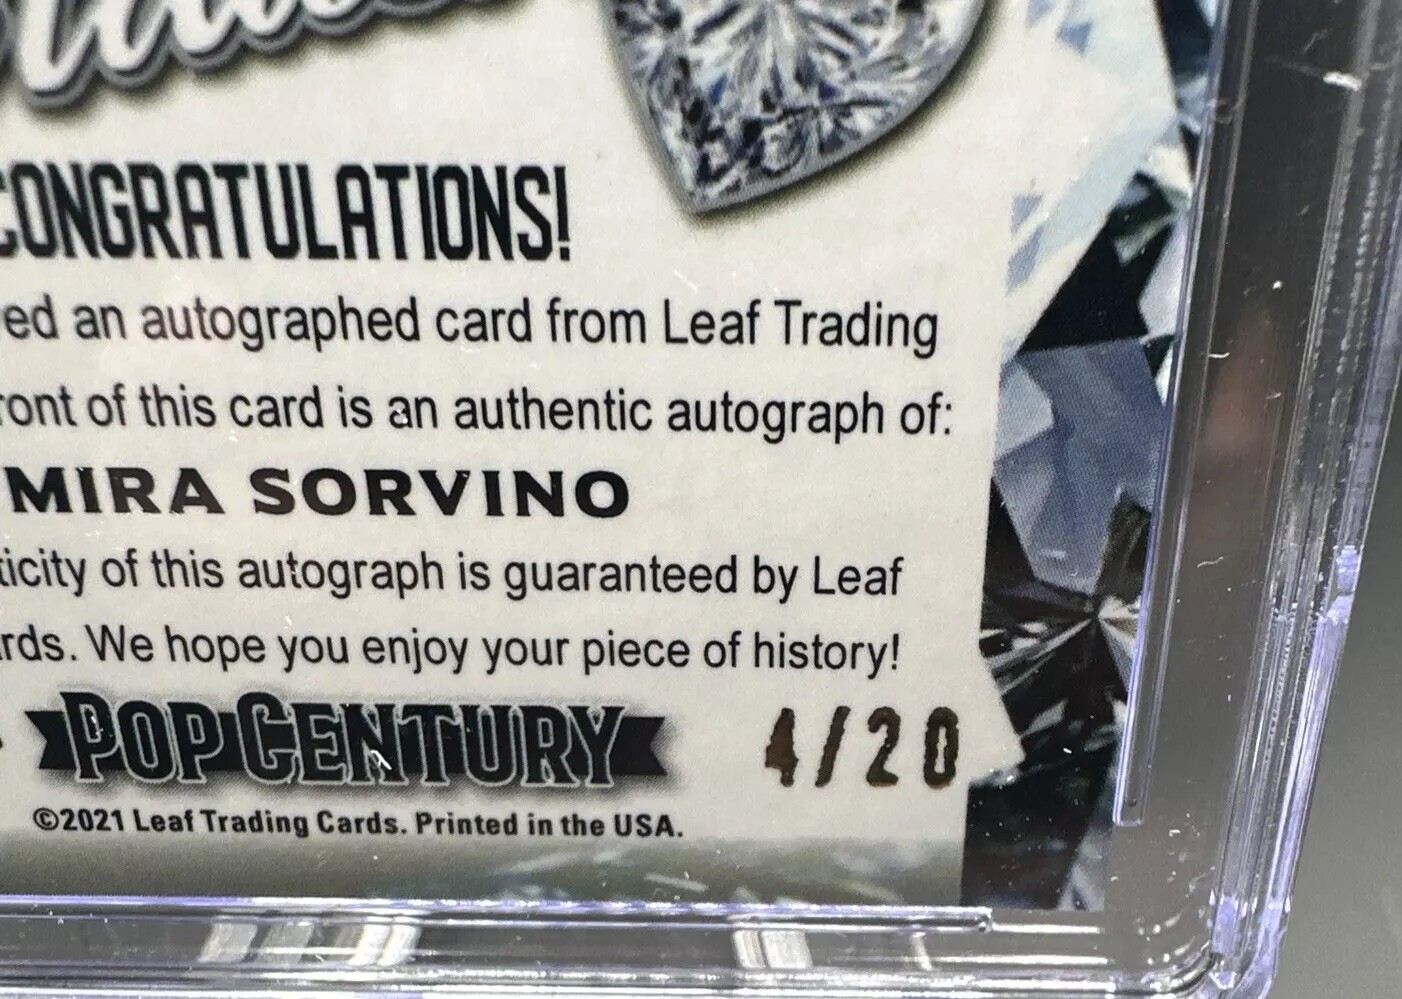 CONGRATULATIONS!
ed an autographed card from Leaf Trading
ront of this card is an authentic autograph of:
MIRA SORVINO
ticity of this autograph is guaranteed by Leaf
rds. We hope you enjoy your piece of history!
POP CENTURY 4/20
©2021 Leaf Trading Cards. Printed in the USA.